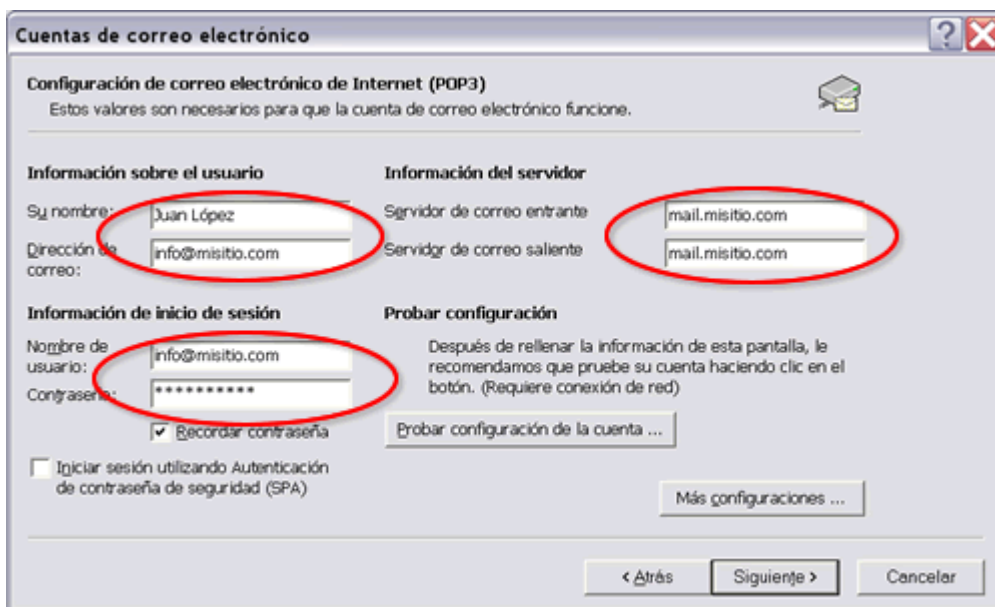 Cuentas de correo electrónico
Configuración de correo electrónico de Internet (POP3)
Estos valores son necesarios para que la cuenta de correo electrónico funcione.
Información sobre el usuario
Su nombre: Juan López
Dirección de
correo: info@misitio.com
Información del servidor
Servidor de correo entrante mail.misitio.com
Servidor de correo saliente mail.misitio.com
Información de inicio de sesión
Nombre de
usuario: info@misitio.com
Contraseña: **********
Recordar contraseña
Iniciar sesión utilizando Autenticación
de contraseña de seguridad (SPA)
Probar configuración
Después de rellenar la información de esta pantalla, le
recomendamos que pruebe su cuenta haciendo clic en el
botón. (Requiere conexión de red)
Probar configuración de la cuenta ...
Más configuraciones ...
< Atrás
Siguiente >
Cancelar